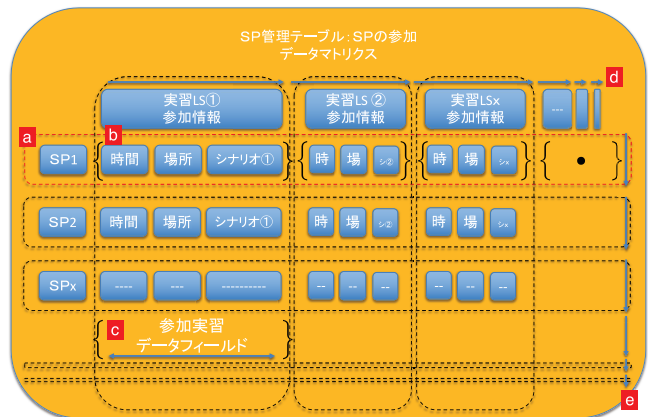 SP管理テーブル：SPの参加
データマトリクス
d
実習LS①
参加情報
実習LS ②
参加情報
実習LSx
参加情報
---
a
b
SP1 { 時間 場所 シナリオ① } { 時 場 シ② } { 時 場 シx } { ● }
SP2 時間 場所 シナリオ① 時 場 シ② 時 場 シx
SPx ---- --- ---------- -- -- -- -- -- --
c
参加実習
データフィールド
e